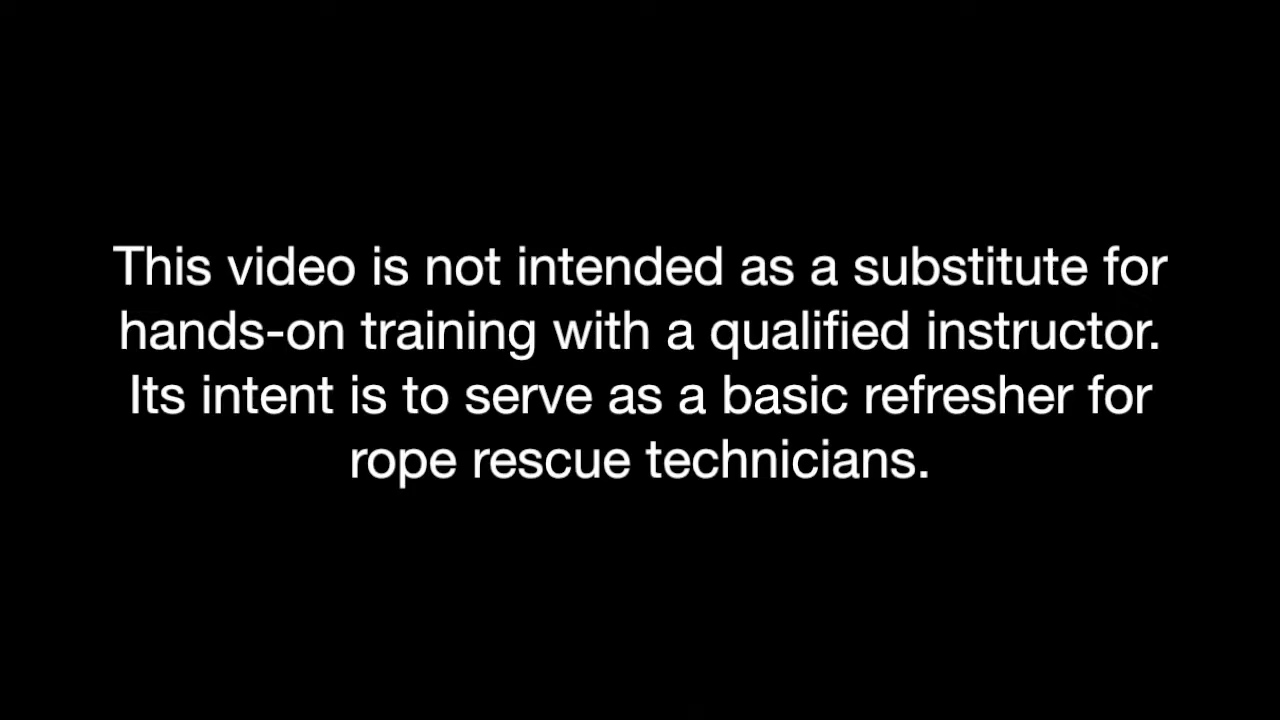 This video is not intended as a substitute for
hands-on training with a qualified instructor.
Its intent is to serve as a basic refresher for
rope rescue technicians.